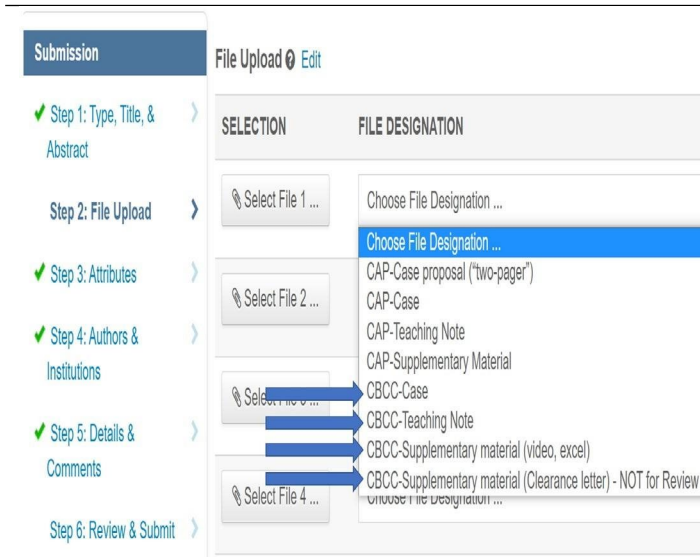 Submission
File Upload Edit
Step 1: Type, Title, &
Abstract
Step 2: File Upload
Step 3: Attributes
Step 4: Authors &
Institutions
Step 5: Details &
Comments
Step 6: Review & Submit
SELECTION
FILE DESIGNATION
Select File 1 ...
Choose File Designation ...
Choose File Designation ...
CAP-Case proposal (“two-pager”)
CAP-Case
CAP-Teaching Note
CAP-Supplementary Material
CBCC-Case
CBCC-Teaching Note
CBCC-Supplementary material (video, excel)
CBCC-Supplementary material (Clearance letter) - NOT for Review
Select File 2 ...
Select File 4 ...
Choose File Designation ...